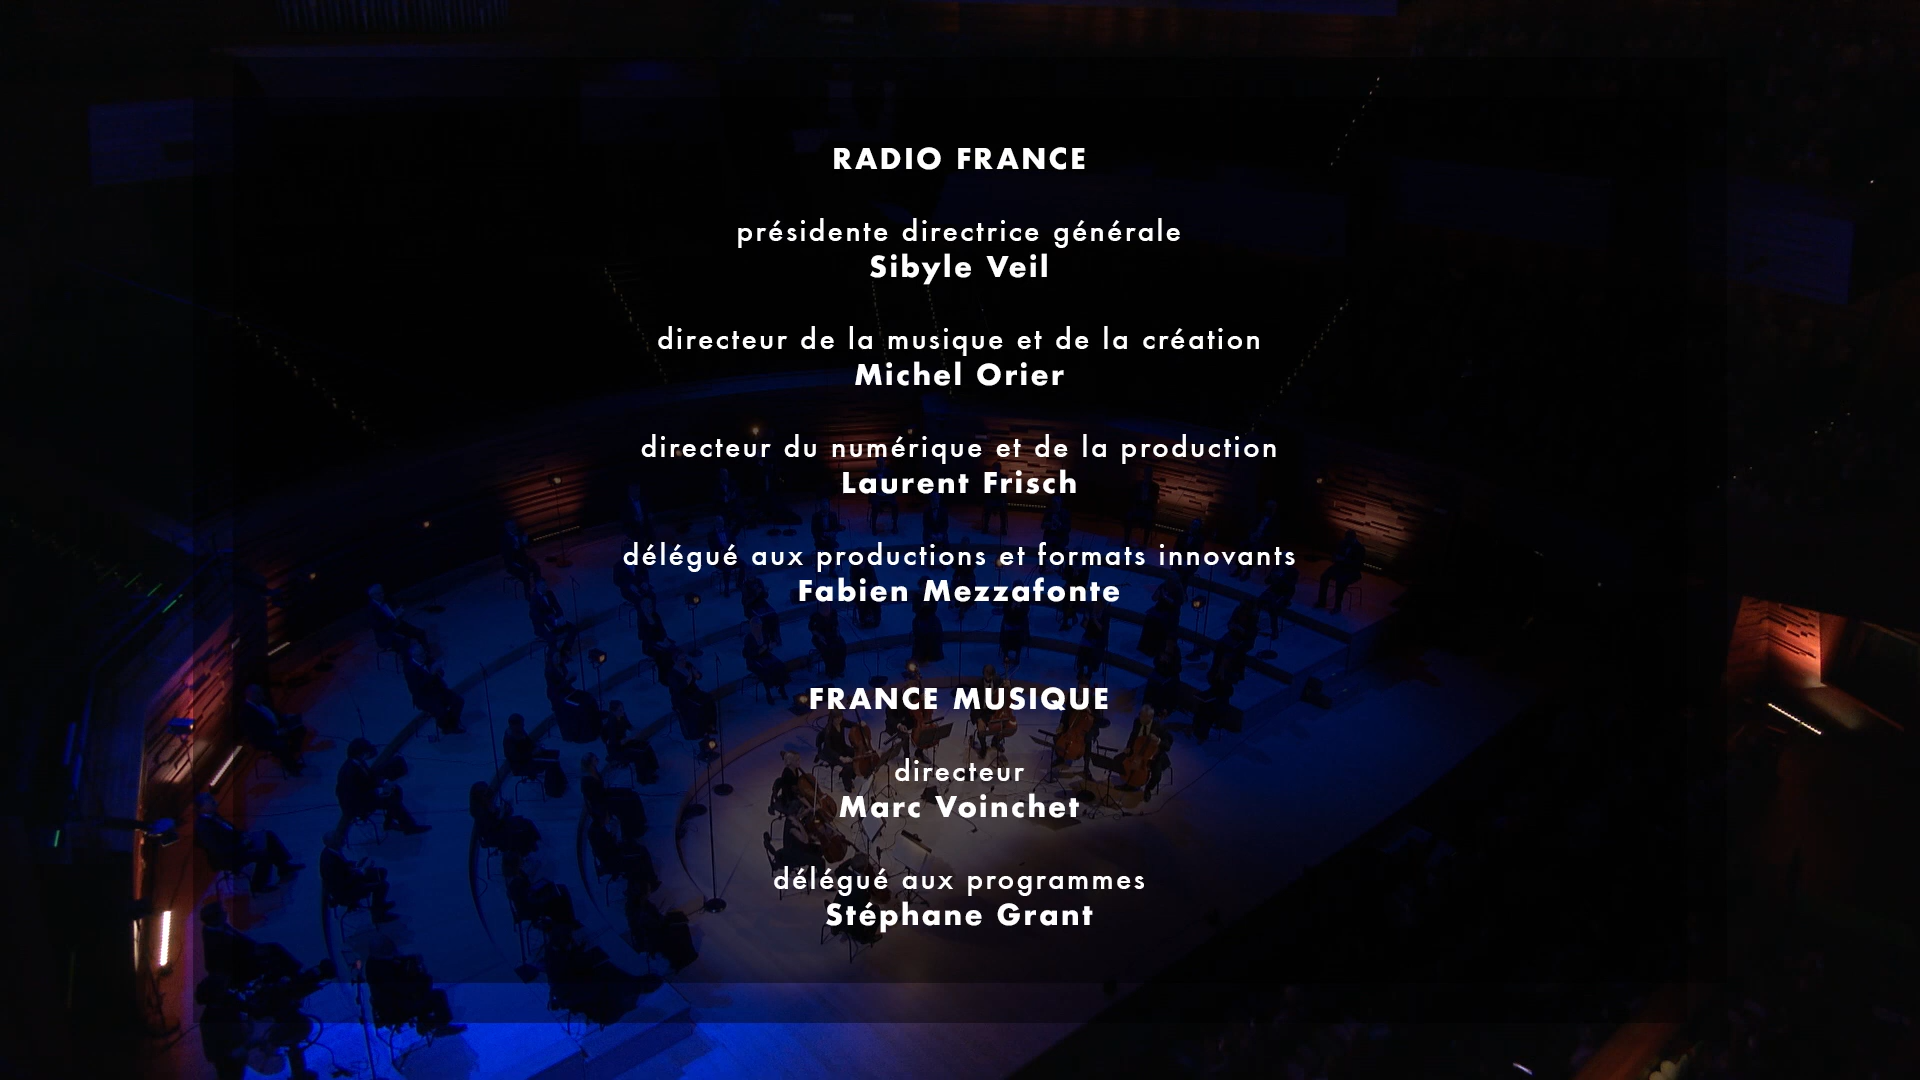 RADIO FRANCE
présidente directrice générale
Sibyle Veil
directeur de la musique et de la création
Michel Orier
directeur du numérique et de la production
Laurent Frisch
délégué aux productions et formats innovants
Fabien Mezzafonte
FRANCE MUSIQUE
directeur
Marc Voinchet
délégué aux programmes
Stéphane Grant